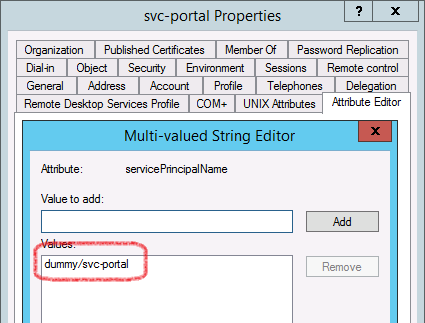 svc-portal Properties
? x
Organization Published Certificates Member Of Password Replication
Dial-in Object Security Environment Sessions Remote control
General Address Account Profile Telephones Delegation
Remote Desktop Services Profile COM+ UNIX Attributes Attribute Editor
Multi-valued String Editor
x
Attribute: servicePrincipalName
Value to add:
Add
Values:
dummy/svc-portal
Remove